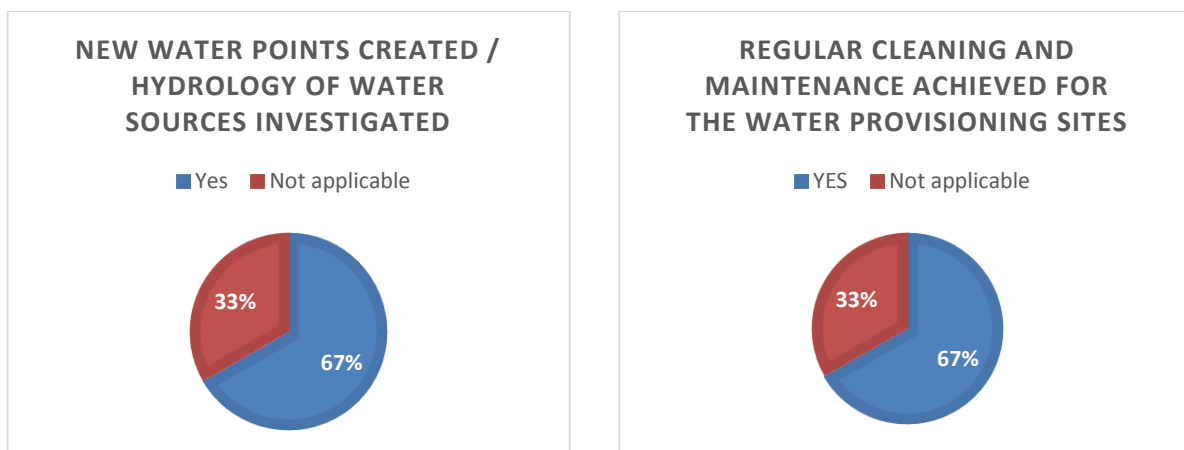 NEW WATER POINTS CREATED /
HYDROLOGY OF WATER
SOURCES INVESTIGATED
Yes Not applicable
33%
67%
REGULAR CLEANING AND
MAINTENANCE ACHIEVED FOR
THE WATER PROVISIONING SITES
YES Not applicable
33%
67%